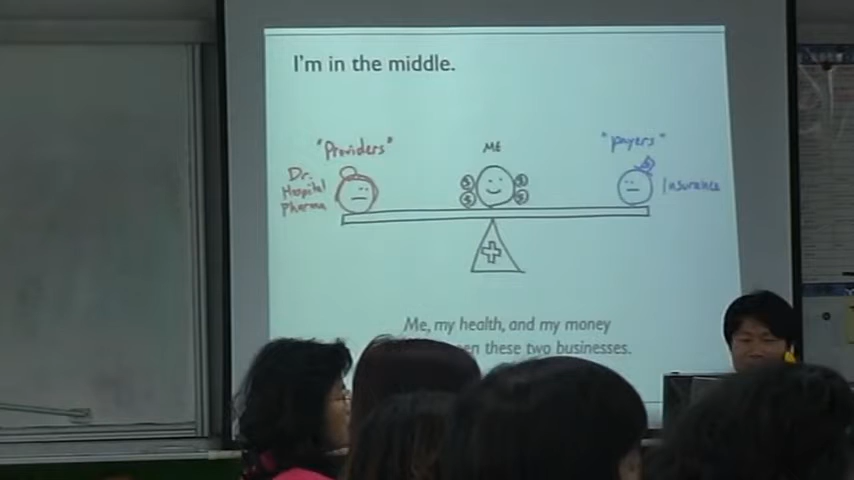 I'm in the middle.
"Providers"
ME
"payers"
Dr.
Hospital
Pharma
Insurance
Me, my health, and my money
these two businesses.